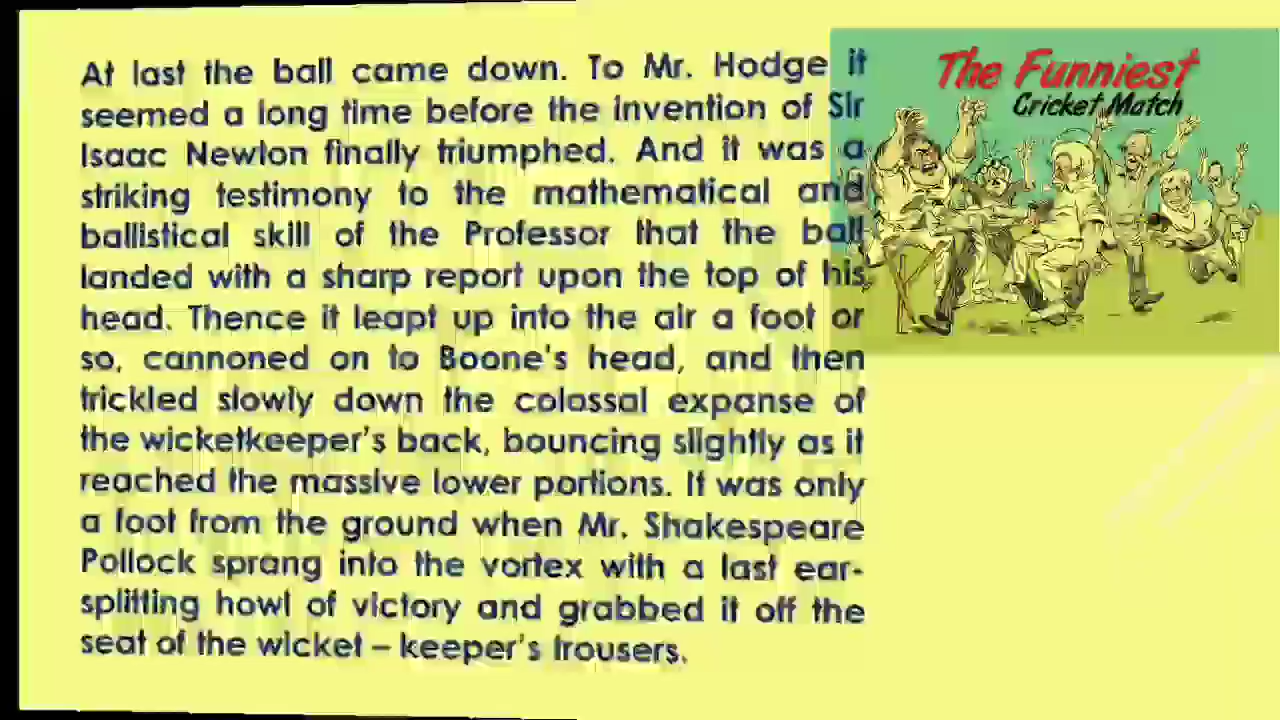 At last the ball came down. To Mr. Hodge it
seemed a long time before the invention of Sir
Isaac Newton finally triumphed. And it was a
striking testimony to the mathematical and
ballistical skill of the Professor that the ball
landed with a sharp report upon the top of his
head. Thence it leapt up into the air a foot or
so, cannoned on to Boone's head, and then
trickled slowly down the colossal expanse of
the wicketkeeper's back, bouncing slightly as it
reached the massive lower portions. It was only
a foot from the ground when Mr. Shakespeare
Pollock sprang into the vortex with a last ear-
splitting howl of victory and grabbed it off the
seat of the wicket – keeper's trousers.
The Funniest
Cricket Match